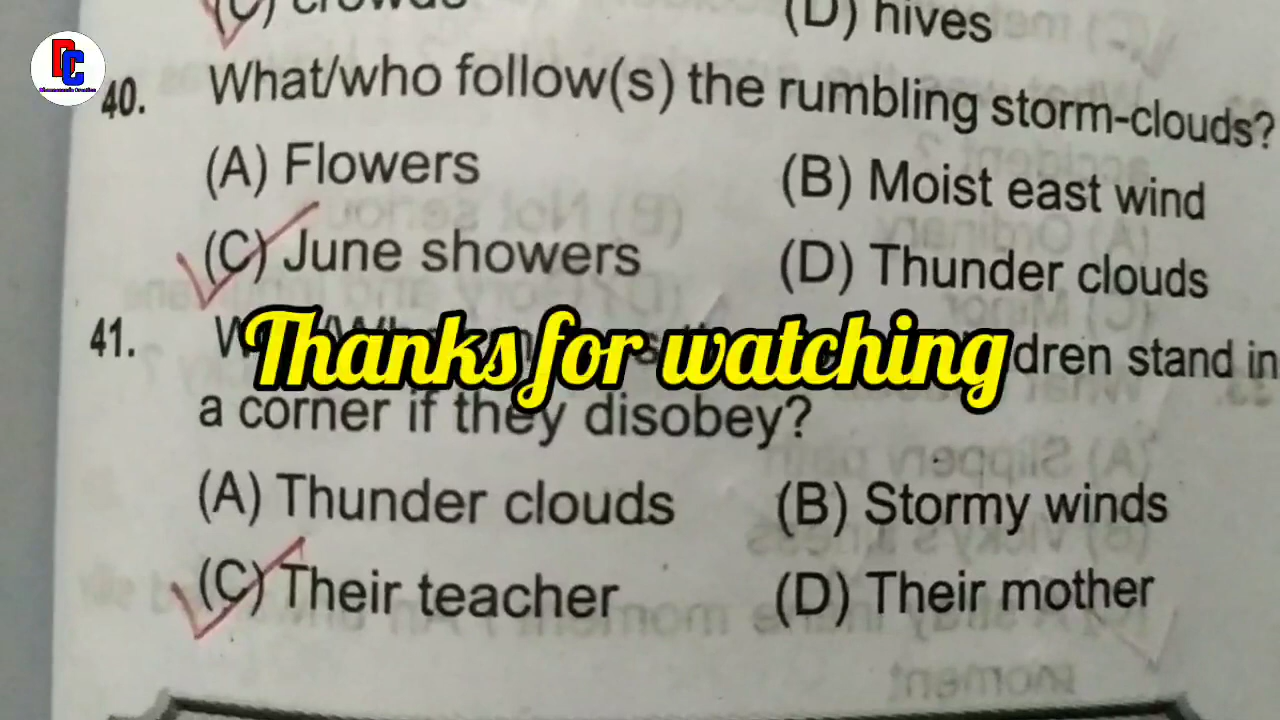 (D) hives
DC
40. What/who follow(s) the rumbling storm-clouds?
(A) Flowers (B) Moist east wind
(C) June showers (D) Thunder clouds
Thanks for watching
41. dren stand in
a corner if they disobey?
(A) Thunder clouds (B) Stormy winds
(C) Their teacher (D) Their mother